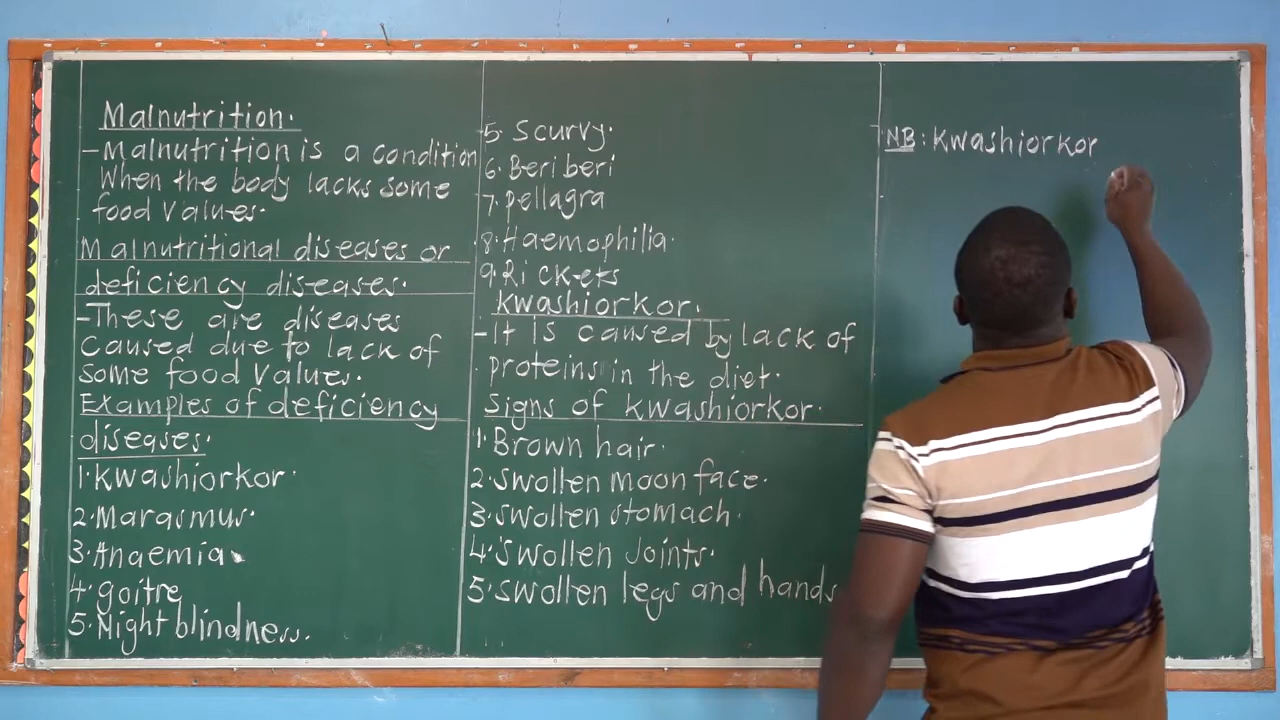 Malnutrition.
-Malnutrition is a condition
When the body lacks some
food values.
Malnutritional diseases or
deficiency diseases.
-These are diseases
Caused due to lack of
some food values.
Examples of deficiency
diseases.
1. Kwashiorkor.
2. Marasmus.
3. Anaemia.
4. goitre
5. Night blindness.
5. Scurvy.
6. Beri beri
7. pellagra
8. Haemophilia.
9. Rickets
Kwashiorkor.
-It is caused by lack of
proteins in the diet.
Signs of kwashiorkor.
1. Brown hair.
2. Swollen moon face.
3. Swollen stomach.
4. Swollen Joints.
5. Swollen legs and hands
NB: Kwashiorkor